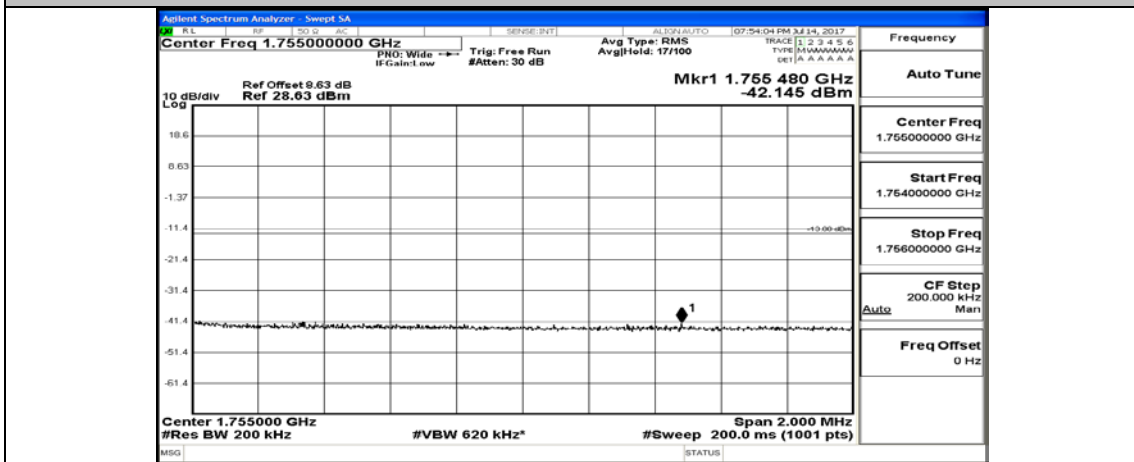 Agilent Spectrum Analyzer - Swept SA
RL RF 50 Ω AC SENSE:INT ALIGNAUTO 07:54:04 PM Jul 14, 2017
Center Freq 1.755000000 GHz
PNO: Wide
IFGain:Low
Trig: Free Run
#Atten: 30 dB
Avg Type: RMS
Avg|Hold: 17/100
TRACE 1 2 3 4 5 6
TYPE MWWWWW
DET A A A A A A
Mkr1 1.755 480 GHz
-42.145 dBm
Ref Offset 8.63 dB
Ref 28.63 dBm
10 dB/div
Log
18.6
8.63
-1.37
-11.4
-13.00 dBm
-21.4
-31.4
1
-41.4
-51.4
-61.4
Center 1.755000 GHz
Span 2.000 MHz
#Res BW 200 kHz
#VBW 620 kHz*
#Sweep 200.0 ms (1001 pts)
MSG
STATUS
Frequency
Auto Tune
Center Freq
1.755000000 GHz
Start Freq
1.754000000 GHz
Stop Freq
1.756000000 GHz
CF Step
200.000 kHz
Auto Man
Freq Offset
0 Hz